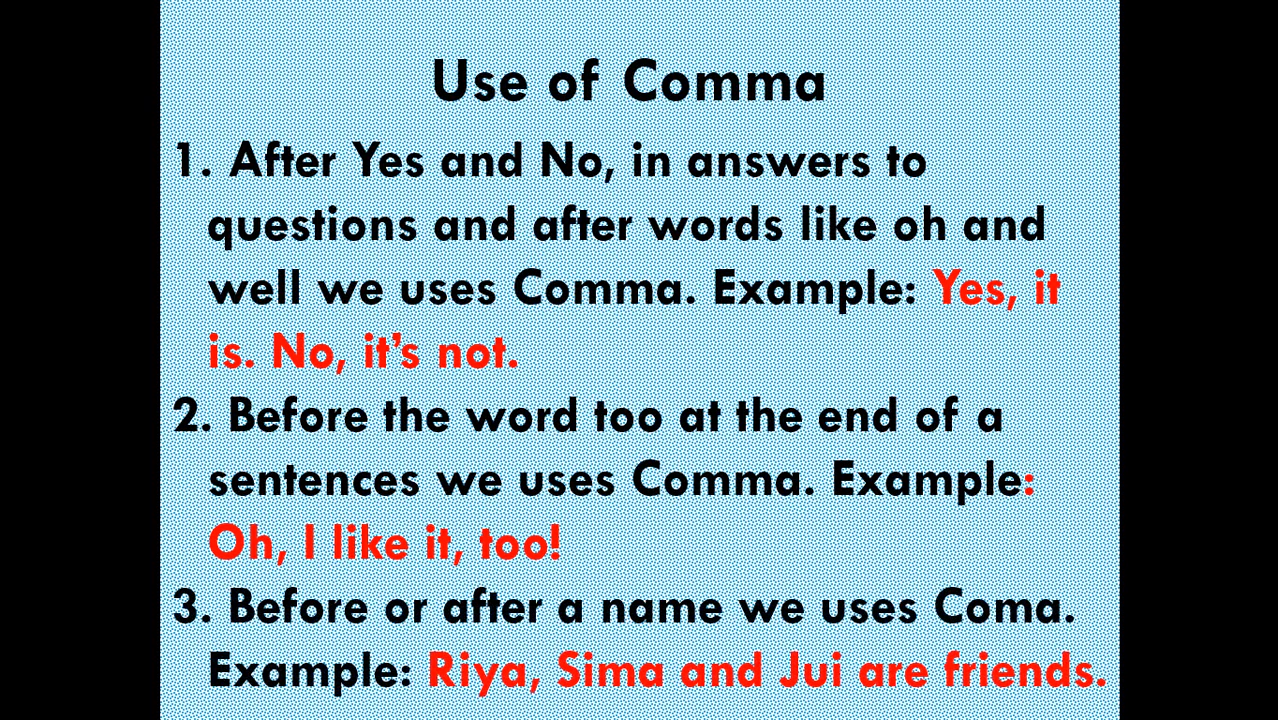 Use of Comma
1. After Yes and No, in answers to
questions and after words like oh and
well we uses Comma. Example: Yes, it
is. No, it’s not.
2. Before the word too at the end of a
sentences we uses Comma. Example:
Oh, I like it, too!
3. Before or after a name we uses Coma.
Example: Riya, Sima and Jui are friends.